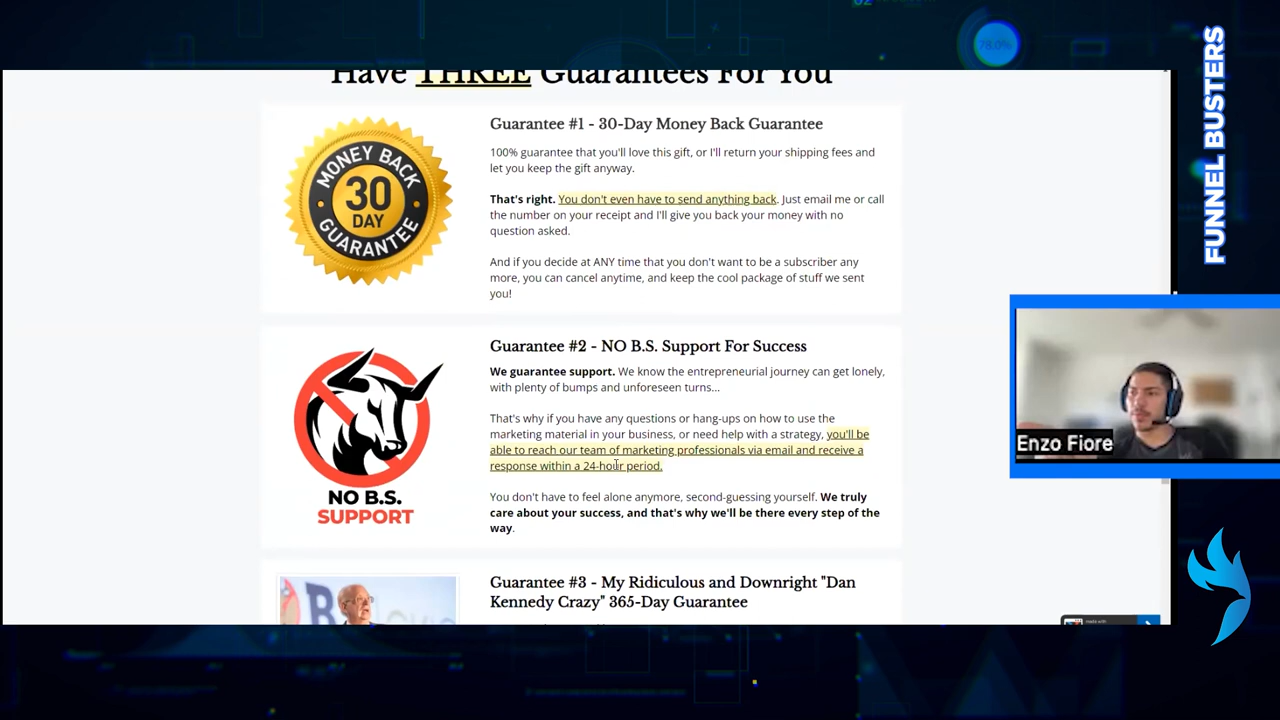 78.0%
FUNNEL BUSTERS
Have THREE Guarantees For You
MONEY BACK
30
DAY
GUARANTEE
Guarantee #1 - 30-Day Money Back Guarantee
100% guarantee that you'll love this gift, or I'll return your shipping fees and
let you keep the gift anyway.
That's right. You don't even have to send anything back. Just email me or call
the number on your receipt and I'll give you back your money with no
question asked.
And if you decide at ANY time that you don't want to be a subscriber any
more, you can cancel anytime, and keep the cool package of stuff we sent
you!
NO B.S.
SUPPORT
Guarantee #2 - NO B.S. Support For Success
We guarantee support. We know the entrepreneurial journey can get lonely,
with plenty of bumps and unforeseen turns...
That's why if you have any questions or hang-ups on how to use the
marketing material in your business, or need help with a strategy, you'll be
able to reach our team of marketing professionals via email and receive a
response within a 24-hour period.
You don't have to feel alone anymore, second-guessing yourself. We truly
care about your success, and that's why we'll be there every step of the
way.
Guarantee #3 - My Ridiculous and Downright "Dan
Kennedy Crazy" 365-Day Guarantee
Enzo Fiore
made with